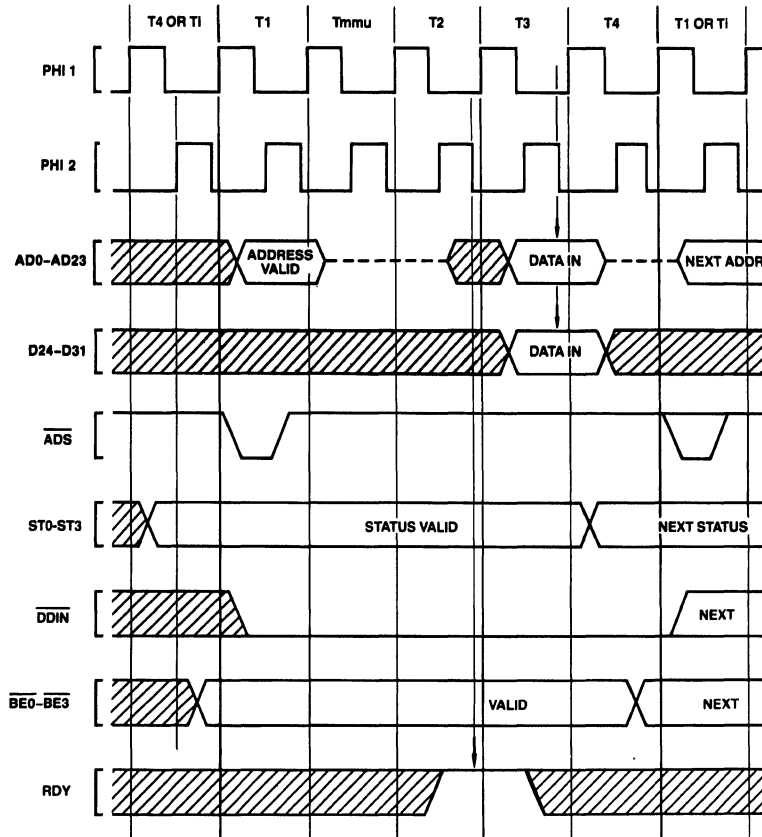 T4 OR Ti T1 Tmmu T2 T3 T4 T1 OR Ti
PHI 1
PHI 2
AD0–AD23 ADDRESS VALID DATA IN NEXT ADDR
D24–D31 DATA IN
ADS
ST0-ST3 STATUS VALID NEXT STATUS
DDIN NEXT
BE0–BE3 VALID NEXT
RDY